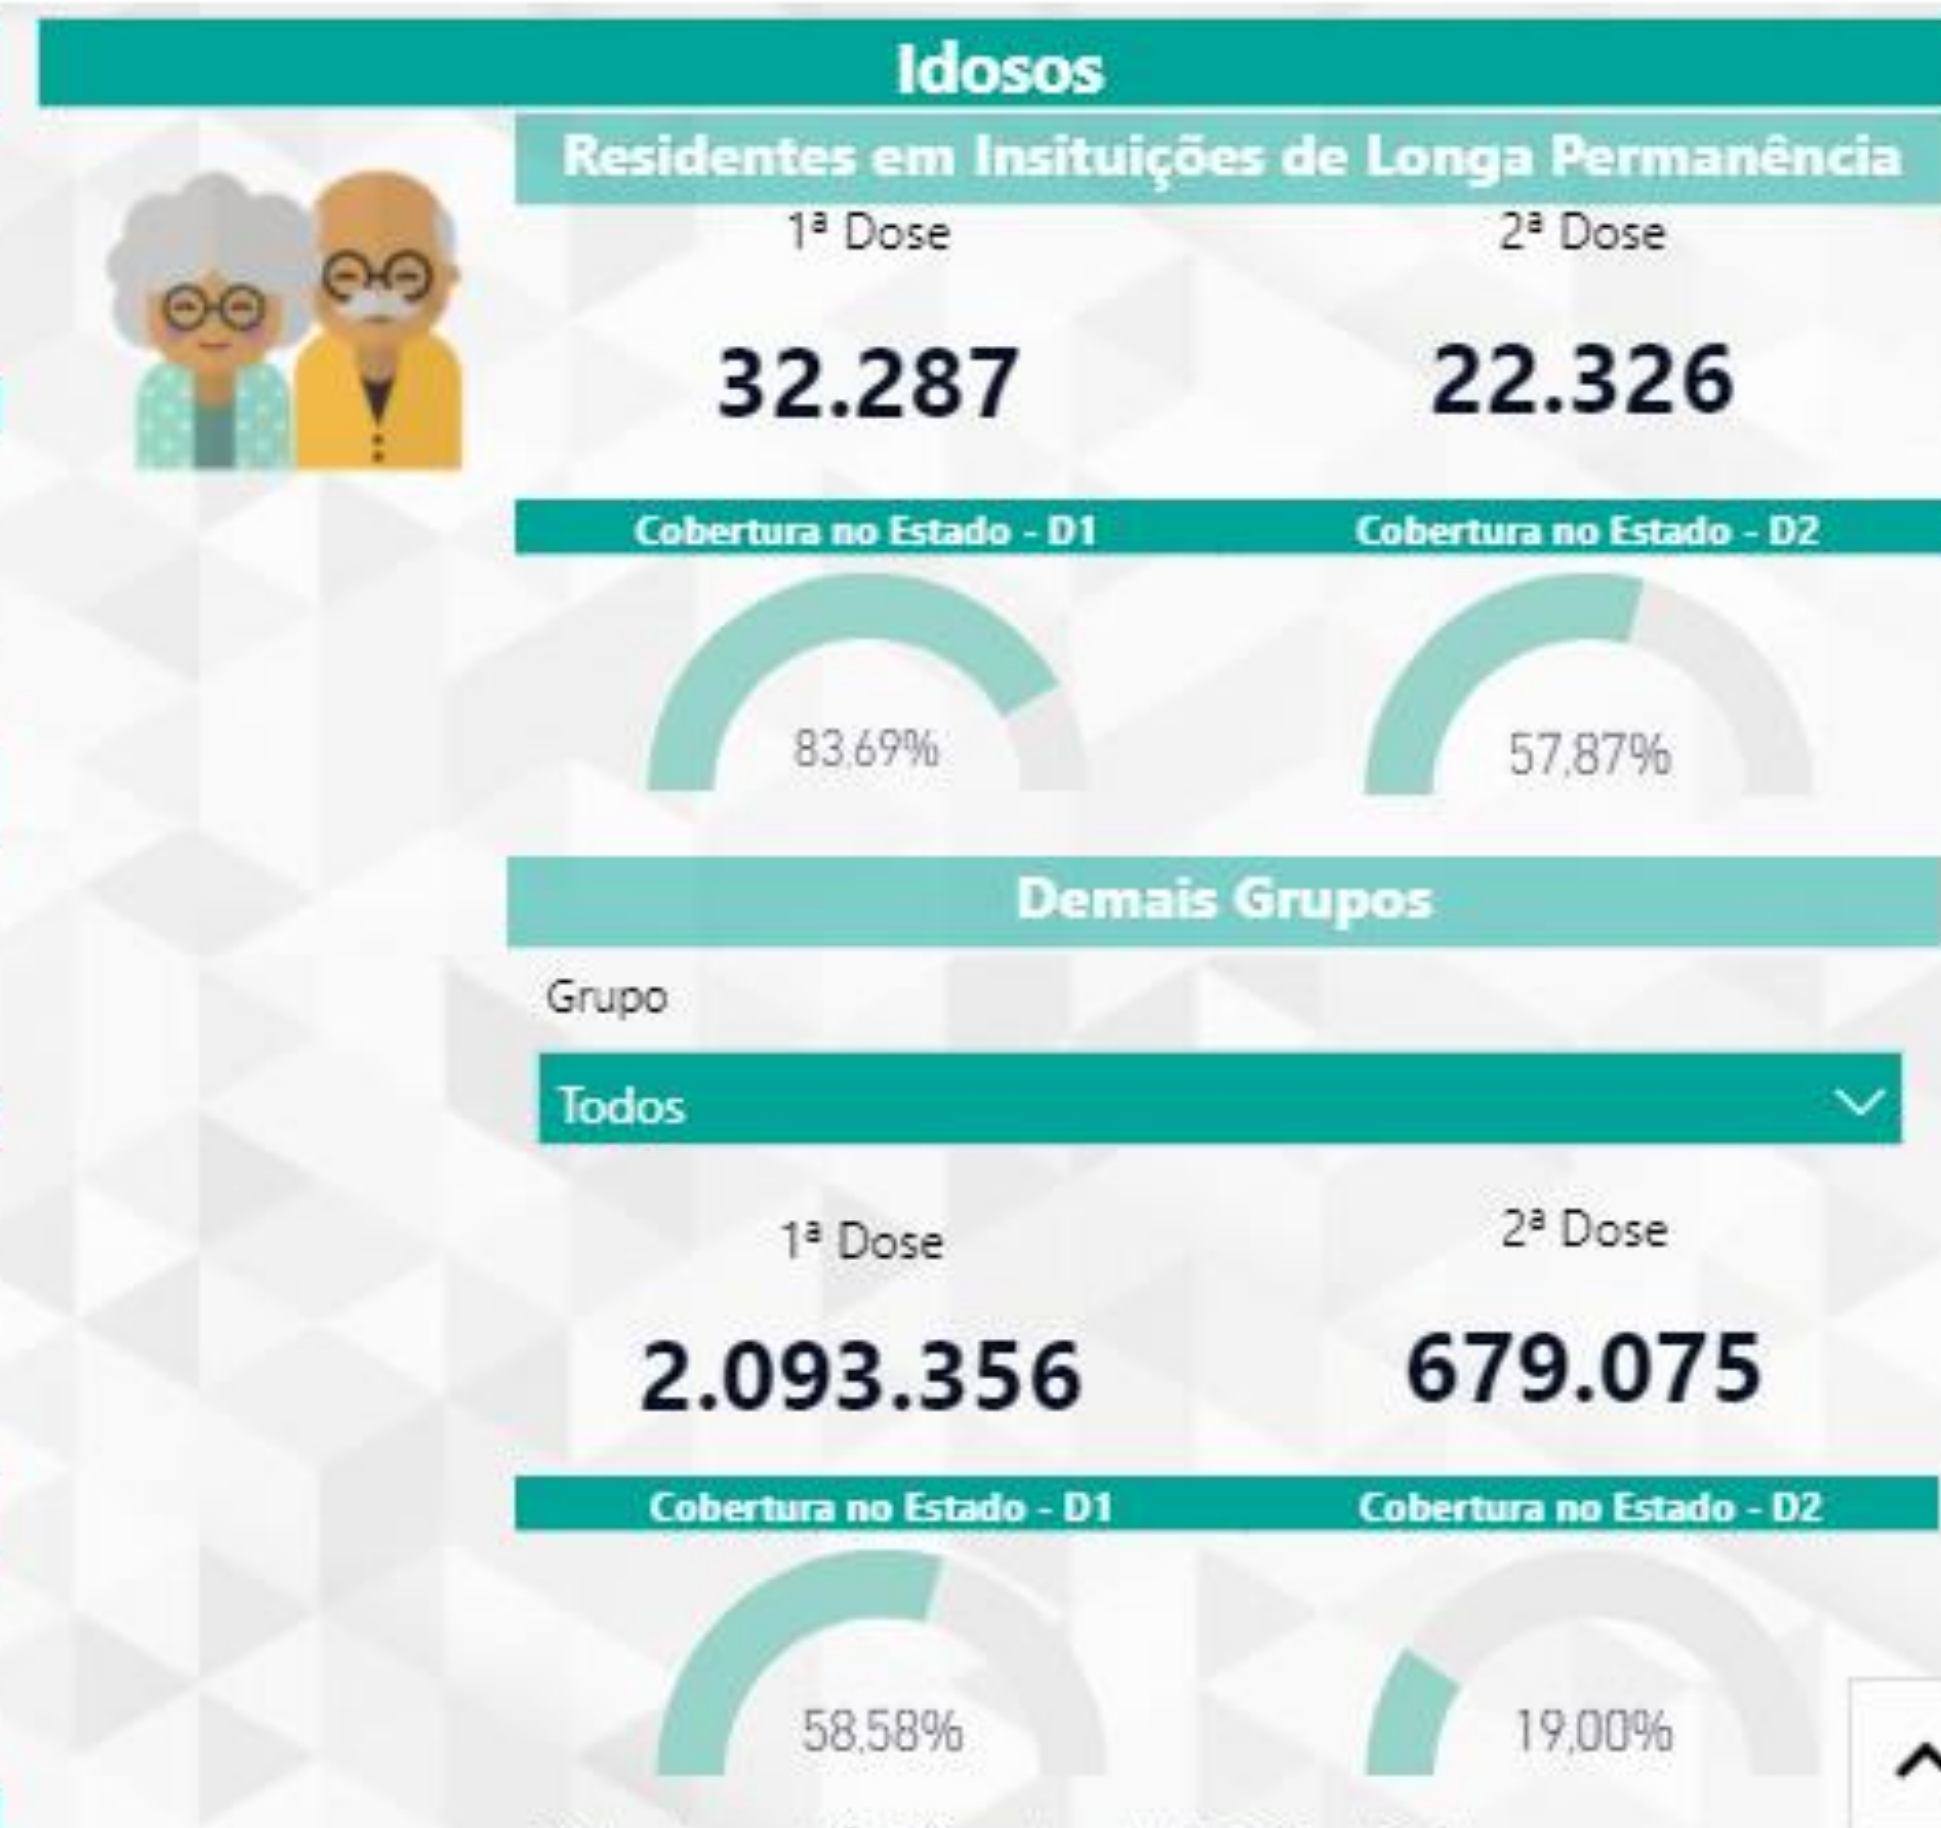 Idosos
Residentes em Insituições de Longa Permanência
1ª Dose 2ª Dose
32.287 22.326
Cobertura no Estado - D1 Cobertura no Estado - D2
83,69% 57,87%
Demais Grupos
Grupo
Todos
1ª Dose 2ª Dose
2.093.356 679.075
Cobertura no Estado - D1 Cobertura no Estado - D2
58,58% 19,00%